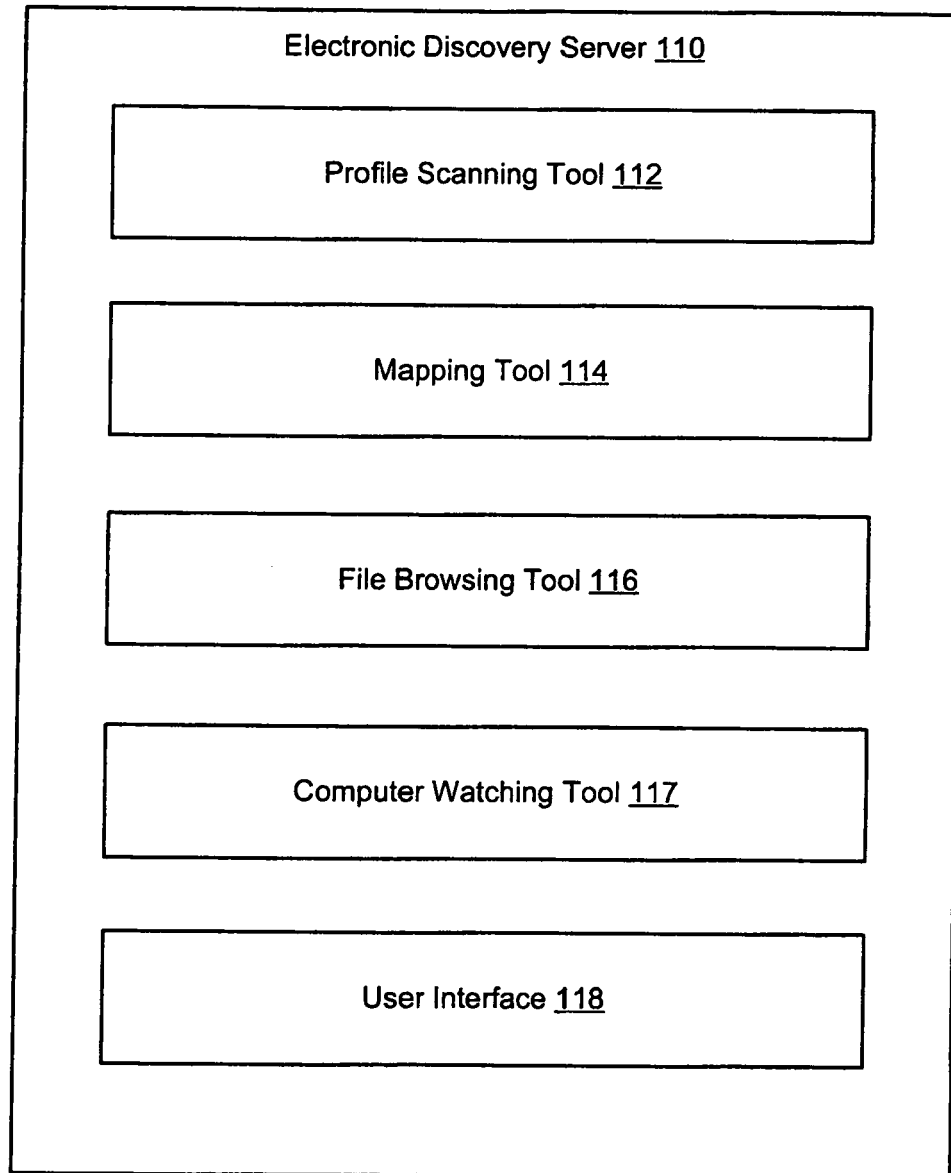 Electronic Discovery Server 110
Profile Scanning Tool 112
Mapping Tool 114
File Browsing Tool 116
Computer Watching Tool 117
User Interface 118